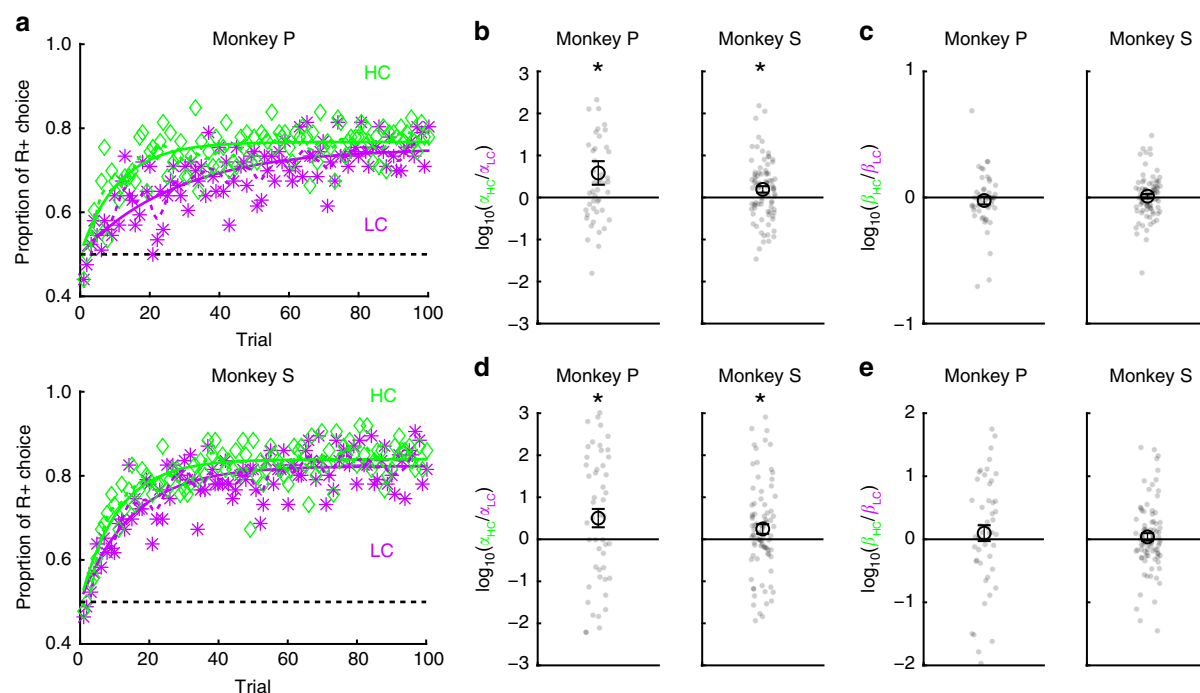 a
Monkey P
Proprtion of R+ choice
1.0
0.8
0.6
0.4
HC
LC
0 20 40 60 80 100
Trial
Monkey S
Proprtion of R+ choice
1.0
0.8
0.6
0.4
HC
LC
0 20 40 60 80 100
Trial
b
Monkey P Monkey S
* *
log10(αHC/αLC)
3
2
1
0
−1
−2
−3
c
Monkey P Monkey S
log10(βHC/βLC)
1
0
−1
d
Monkey P Monkey S
* *
log10(αHC/αLC)
3
2
1
0
−1
−2
−3
e
Monkey P Monkey S
log10(βHC/βLC)
2
1
0
−1
−2